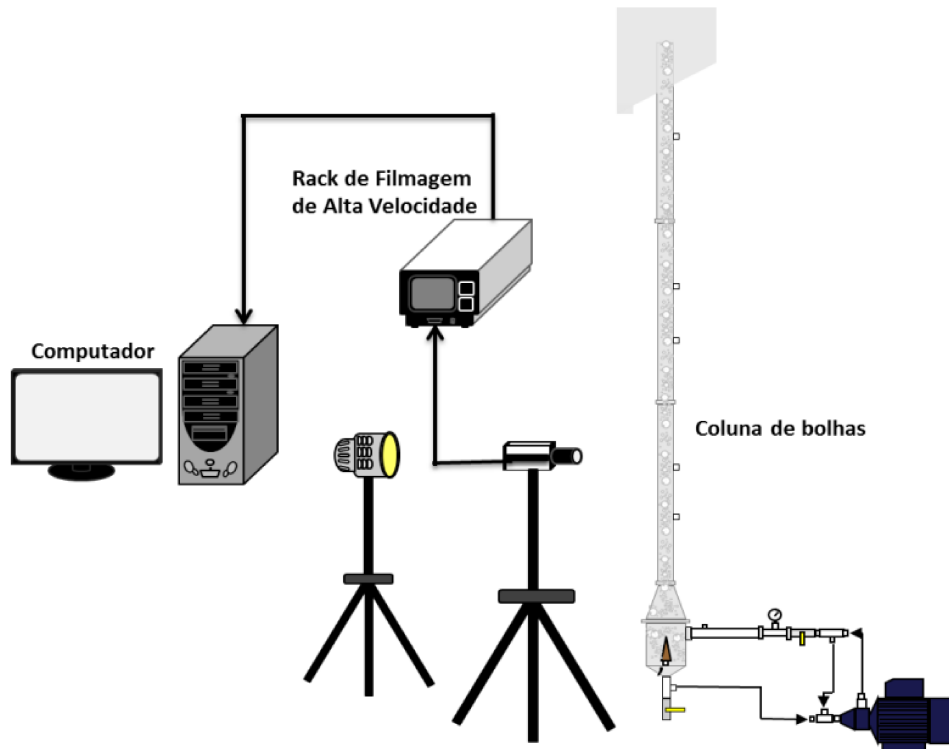 Rack de Filmagem
de Alta Velocidade
Computador
Coluna de bolhas